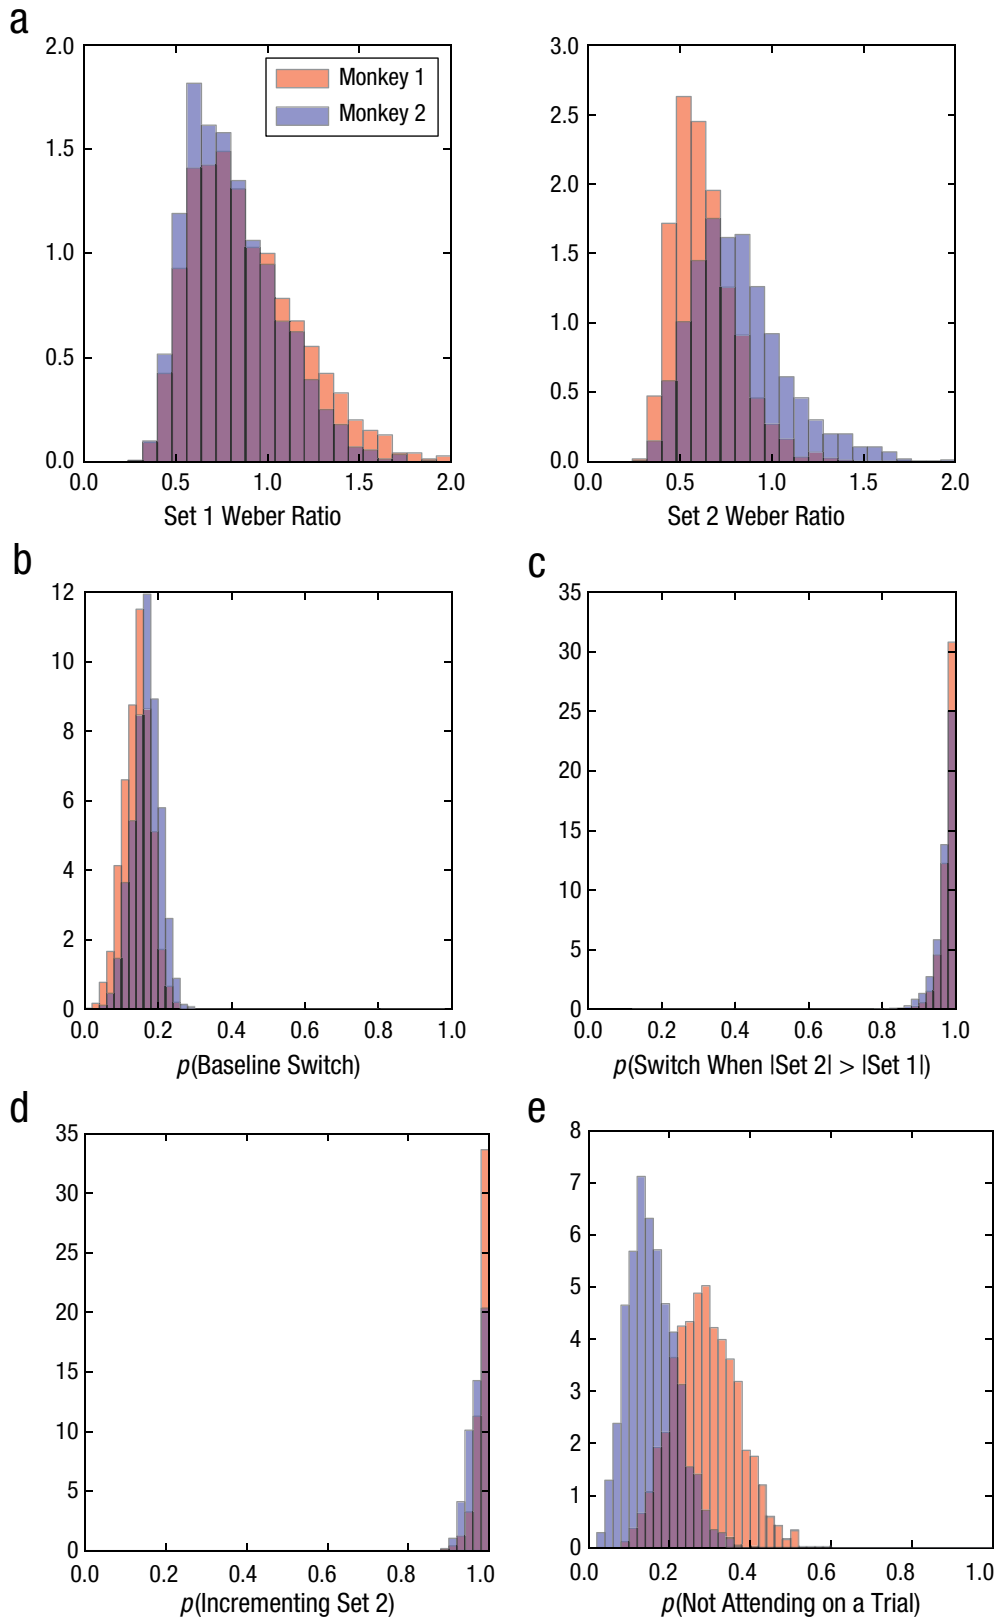 a
2.0
1.5
1.0
0.5
0.0
0.0 0.5 1.0 1.5 2.0
Set 1 Weber Ratio
Monkey 1
Monkey 2
3.0
2.5
2.0
1.5
1.0
0.5
0.0
0.0 0.5 1.0 1.5 2.0
Set 2 Weber Ratio
b
12
10
8
6
4
2
0
0.0 0.2 0.4 0.6 0.8 1.0
p(Baseline Switch)
c
35
30
25
20
15
10
5
0
0.2 0.4 0.6 0.8 1.0
p(Switch When |Set 2| > |Set 1|)
d
35
30
25
20
15
10
5
0
0.0 0.2 0.4 0.6 0.8 1.0
p(Incrementing Set 2)
e
8
7
6
5
4
3
2
1
0
0.0 0.2 0.4 0.6 0.8 1.0
p(Not Attending on a Trial)